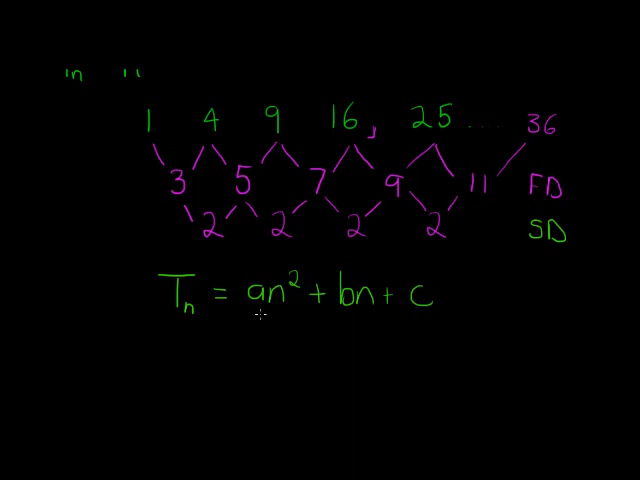 "n "
1 4 9 16, 25 .... 36
3 5 7 9 11 FD
2 2 2 2 SD
Tn = an² + bn + c